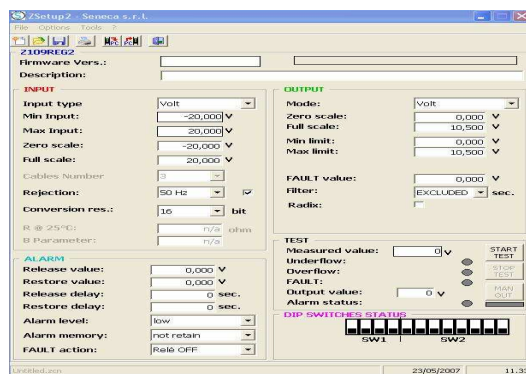 ZSetup2 - Seneca s.r.l.
File Options Tools ?
Z109REG2
Firmware Vers.:
Description:
INPUT
Input type Volt
Min Input: -20,000 V
Max Input: 20,000 V
Zero scale: -20,000 V
Full scale: 20,000 V
Cables Number 3
Rejection: 50 Hz
Conversion res.: 16 bit
R @ 25°C: n/a ohm
B Parameter: n/a
ALARM
Release value: 0,000 V
Restore value: 0,000 V
Release delay: 0 sec.
Restore delay: 0 sec.
Alarm level: low
Alarm memory: not retain
FAULT action: Relè OFF
OUTPUT
Mode: Volt
Zero scale: 0,000 V
Full scale: 10,500 V
Min limit: 0,000 V
Max limit: 10,500 V
FAULT value: 0,000 V
Filter: EXCLUDED sec.
Radix:
TEST
Measured value: 0 V
Underflow:
Overflow:
FAULT:
Output value: 0 V
Alarm status:
START TEST
STOP TEST
MAN OUT
DIP SWITCHES STATUS
SW1 SW2
Untitled.zcn 23/05/2007 11.3